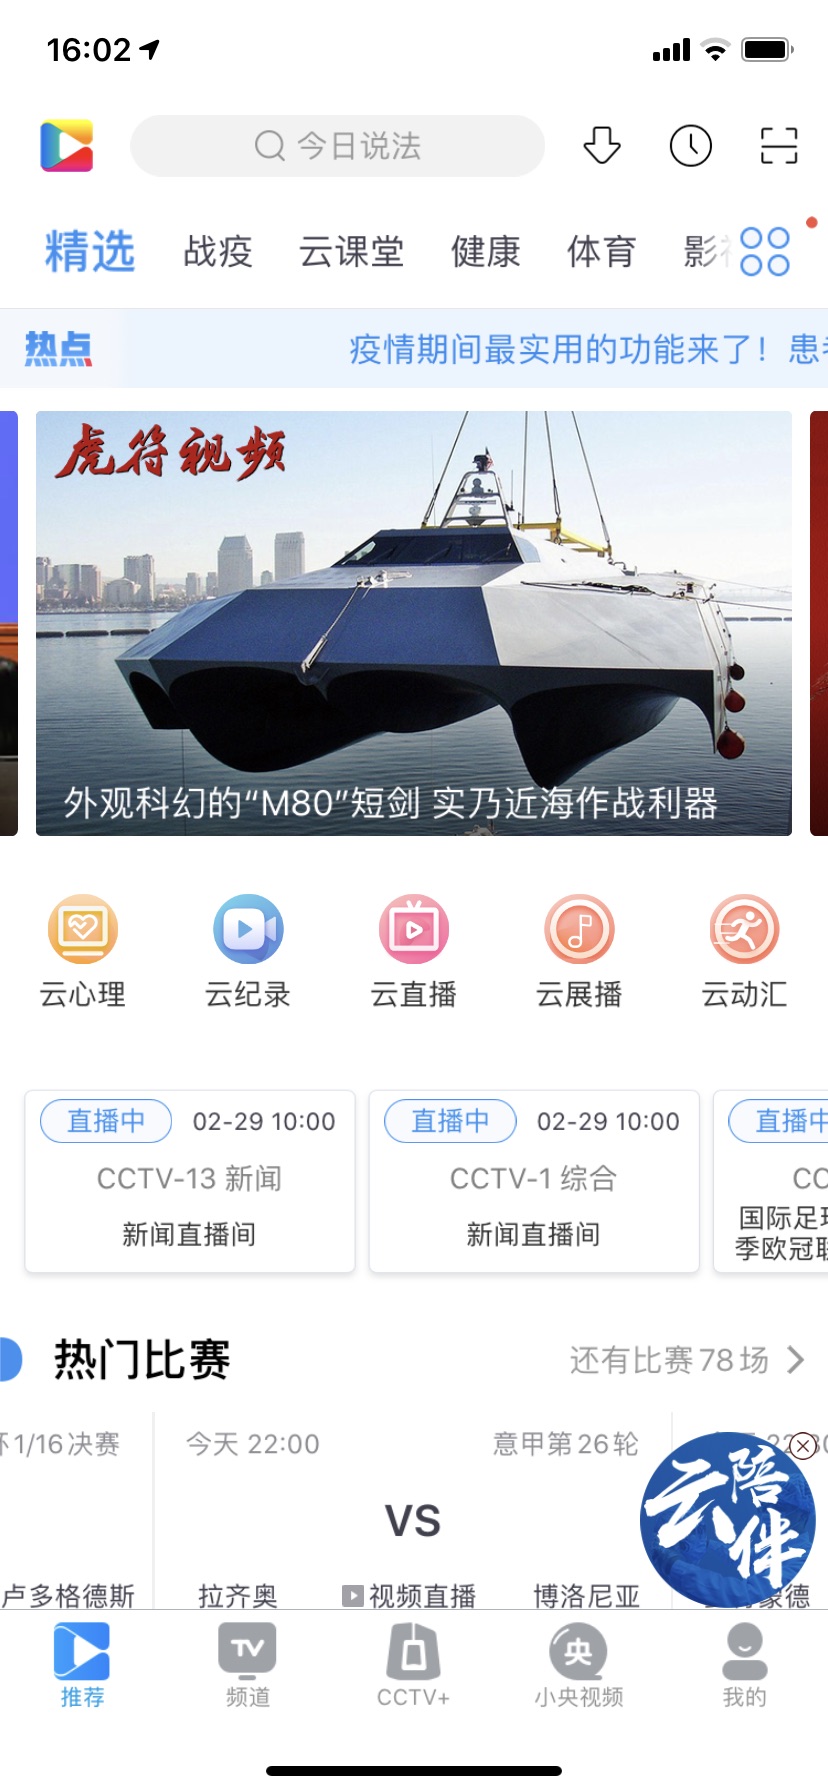 16:02
今日说法
精选 战疫 云课堂 健康 体育 影
热点 疫情期间最实用的功能来了！患
虎符视频
外观科幻的“M80”短剑 实乃近海作战利器
云心理 云纪录 云直播 云展播 云动汇
直播中 02-29 10:00 直播中 02-29 10:00 直播中
CCTV-13 新闻 CCTV-1 综合 CC
新闻直播间 新闻直播间 国际足
季欧冠联
热门比赛 还有比赛78场
1/16决赛 今天 22:00 意甲第26轮
VS
云陪伴
卢多格德斯 拉齐奥 视频直播 博洛尼亚 蒙德
TV 央
推荐 频道 CCTV+ 小央视频 我的